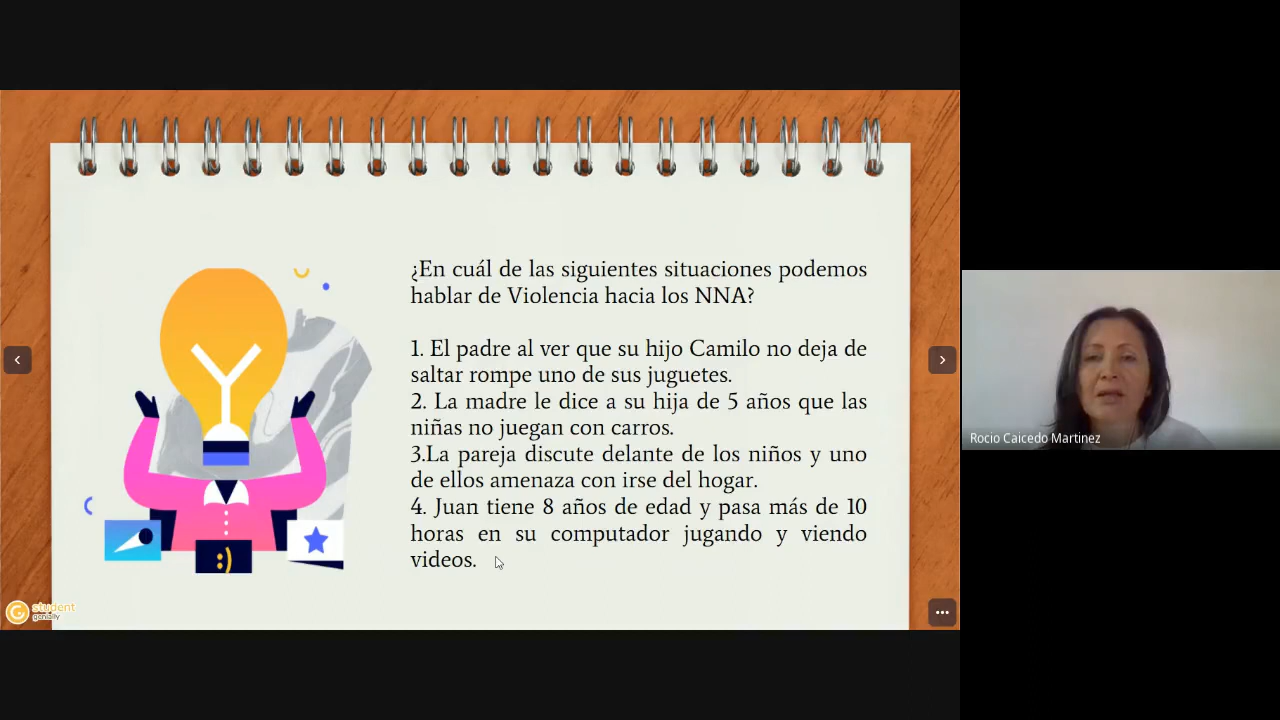 ¿En cuál de las siguientes situaciones podemos
hablar de Violencia hacia los NNA?
1. El padre al ver que su hijo Camilo no deja de
saltar rompe uno de sus juguetes.
2. La madre le dice a su hija de 5 años que las
niñas no juegan con carros.
3.La pareja discute delante de los niños y uno
de ellos amenaza con irse del hogar.
4. Juan tiene 8 años de edad y pasa más de 10
horas en su computador jugando y viendo
videos.
:)
student
genially
Rocio Caicedo Martinez